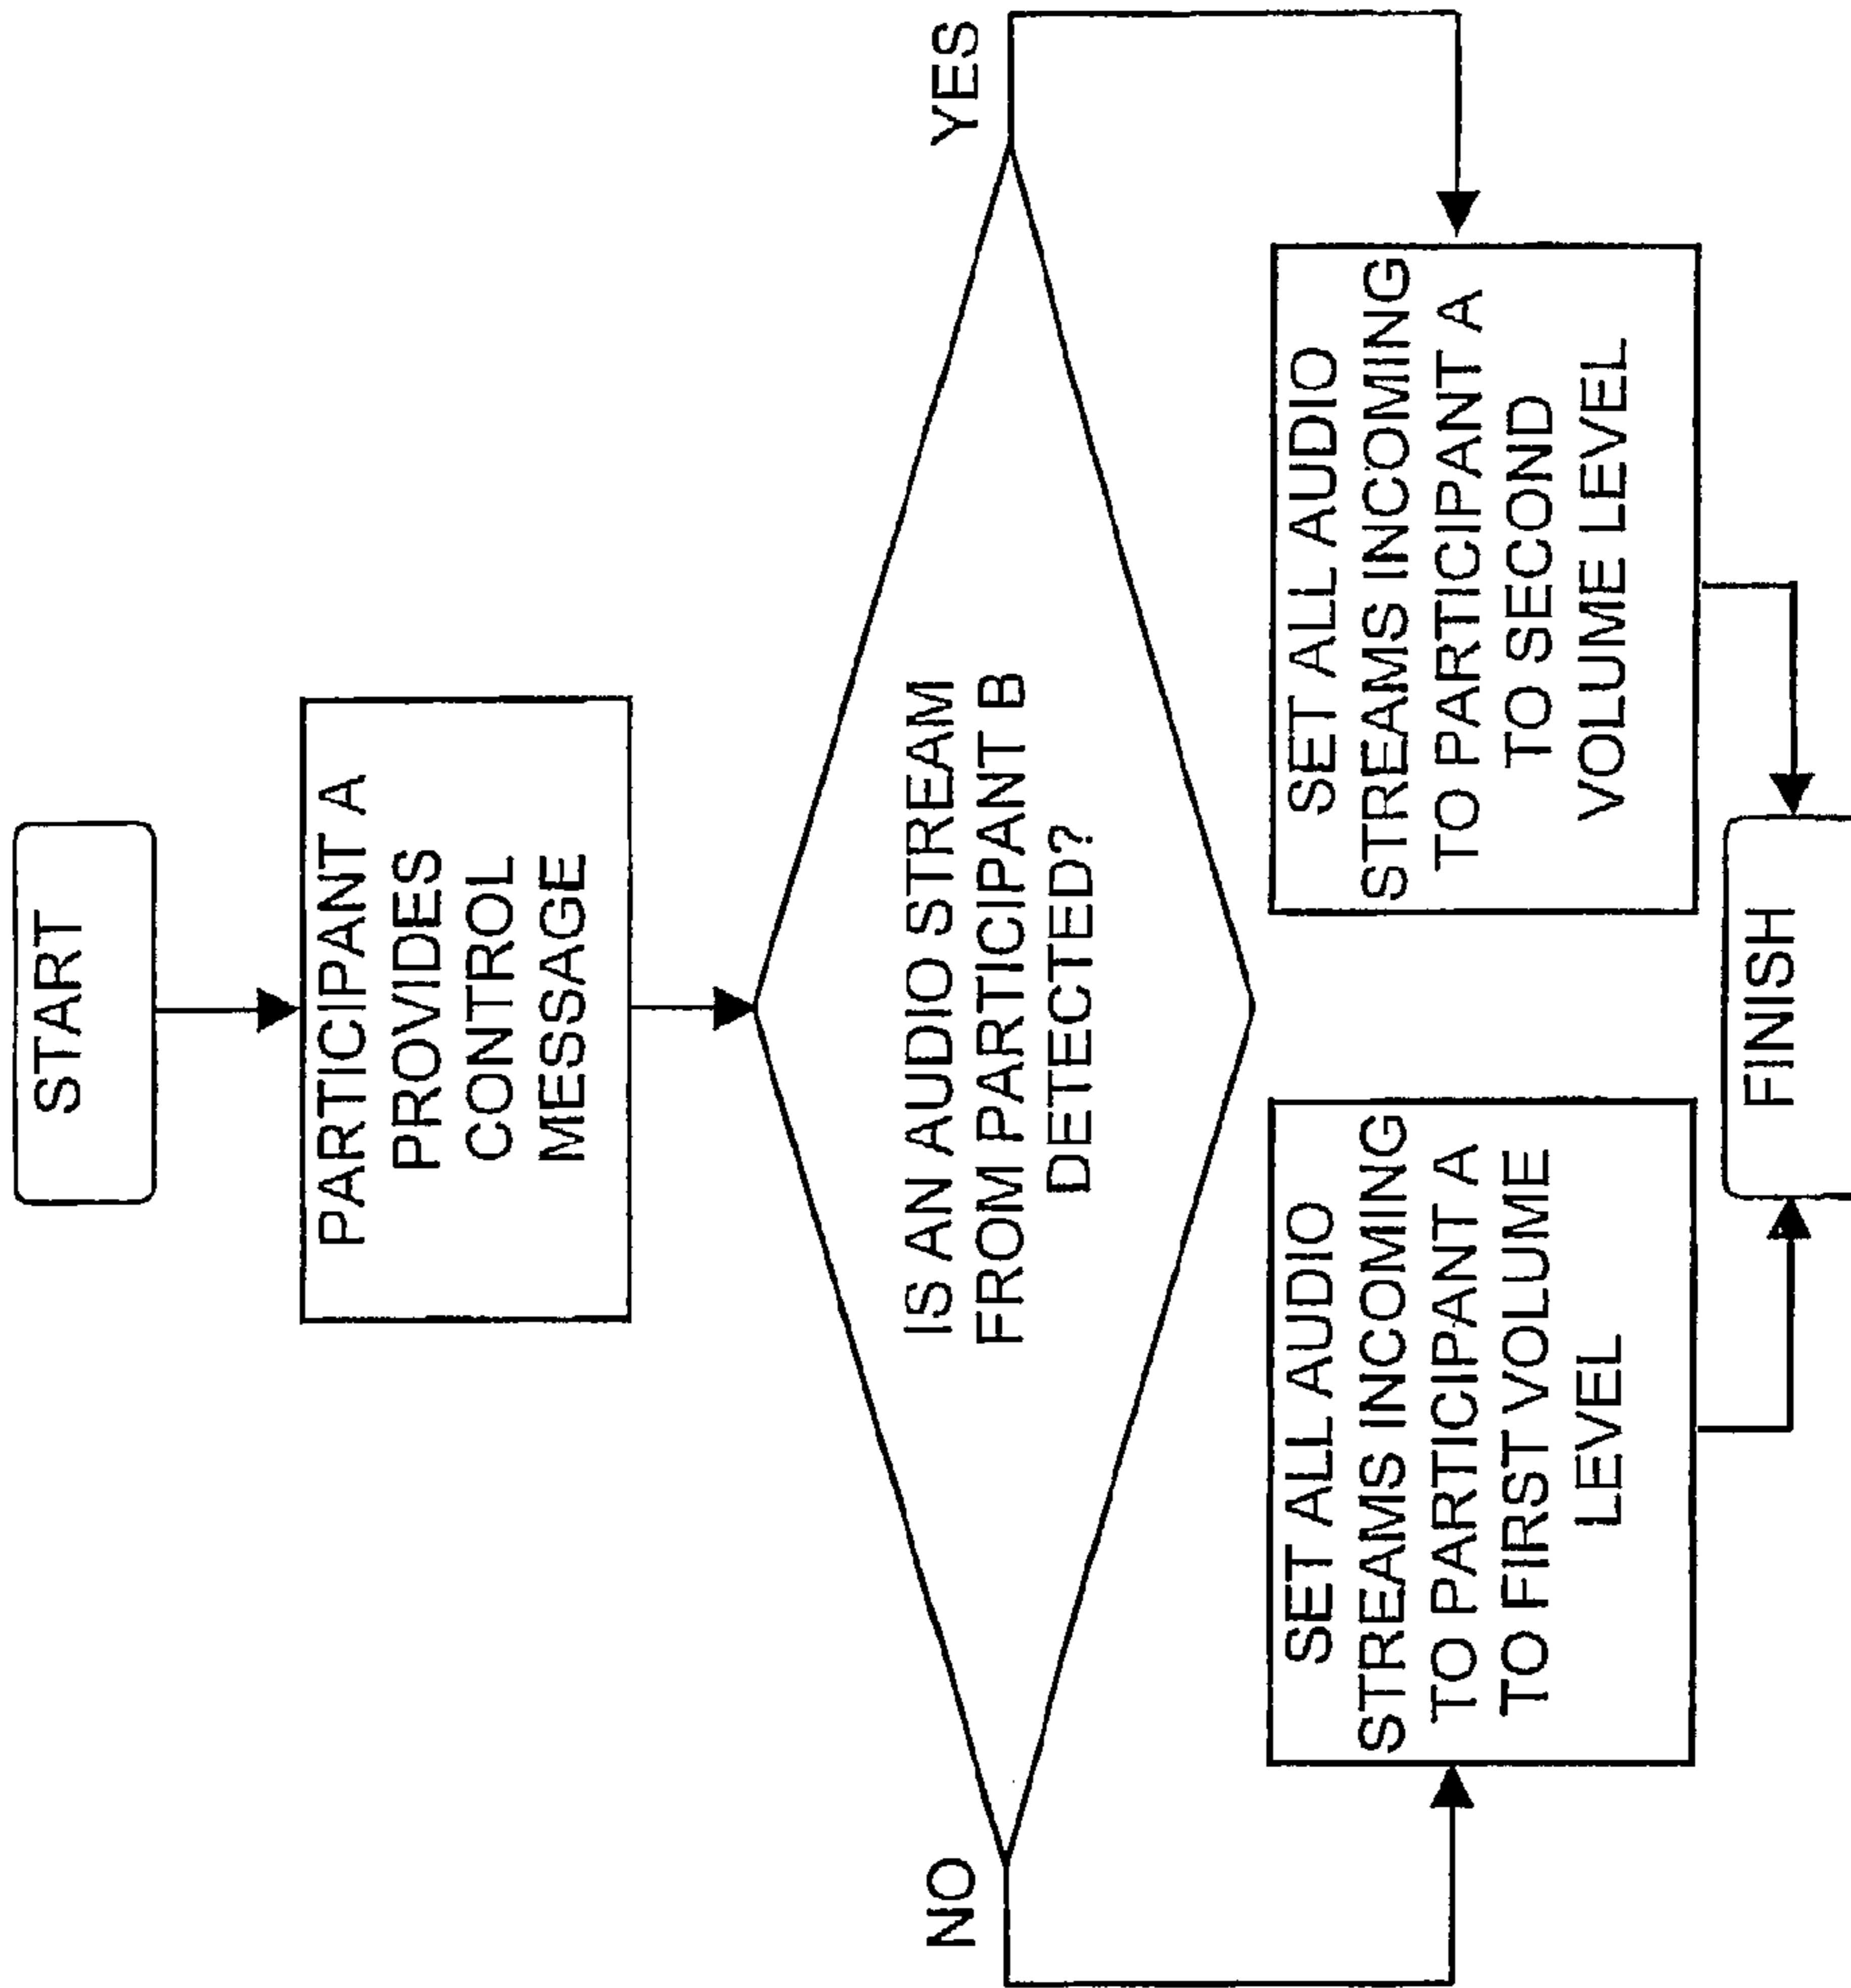 START
PARTICIPANT A
PROVIDES
CONTROL
MESSAGE
IS AN AUDIO STREAM
FROM PARTICIPANT B
DETECTED?
NO
YES
SET ALL AUDIO
STREAMS INCOMING
TO PARTICIPANT A
TO FIRST VOLUME
LEVEL
SET ALL AUDIO
STREAMS INCOMING
TO PARTICIPANT A
TO SECOND
VOLUME LEVEL
FINISH